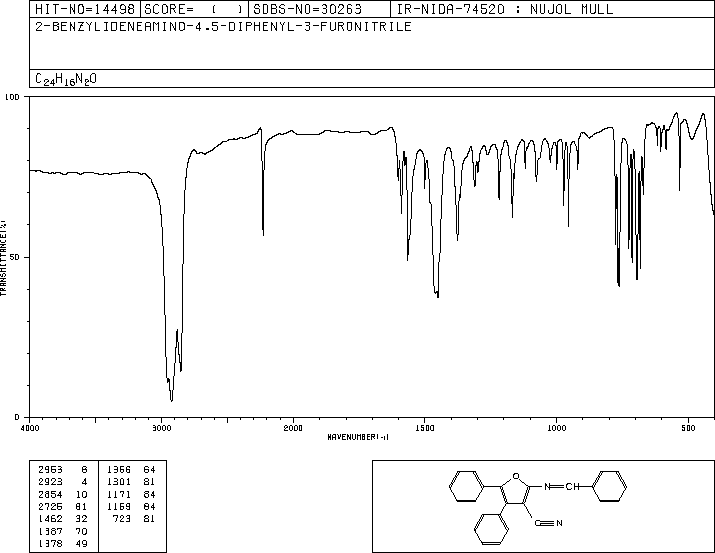 HIT-NO=14498 SCORE= ( ) SDBS-NO=30263 IR-NIDA-74520 : NUJOL MULL
2-BENZYLIDENEAMINO-4,5-DIPHENYL-3-FURONITRILE
C24H16N2O
100
50
0
TRANSMITTANCE(%)
4000 3000 2000 1500 1000 500
WAVENUMBER(-1)
2953 6 1366 64
2923 4 1301 81
2854 10 1171 84
2725 81 1159 84
1462 32 723 81
1387 70
1378 49
O
N=CH
C≡N